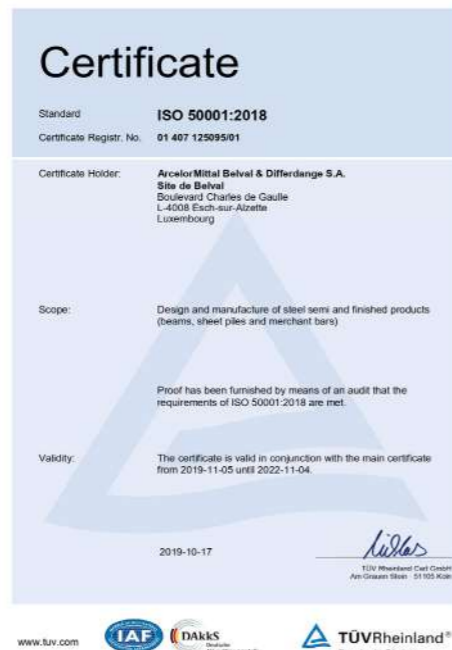 Certificate
Standard ISO 50001:2018
Certificate Registr. No. 01 407 125095/01
Certificate Holder: ArcelorMittal Belval & Differdange S.A.
Site de Belval
Boulevard Charles de Gaulle
L-4008 Esch-sur-Alzette
Luxembourg
Scope: Design and manufacture of steel semi and finished products
(beams, sheet piles and merchant bars)
Proof has been furnished by means of an audit that the
requirements of ISO 50001:2018 are met.
Validity: The certificate is valid in conjunction with the main certificate
from 2019-11-05 until 2022-11-04.
2019-10-17
TÜV Rheinland Cert GmbH
Am Grauen Stein · 51105 Köln
www.tuv.com
IAF
DAkkS
Deutsche
TÜVRheinland®